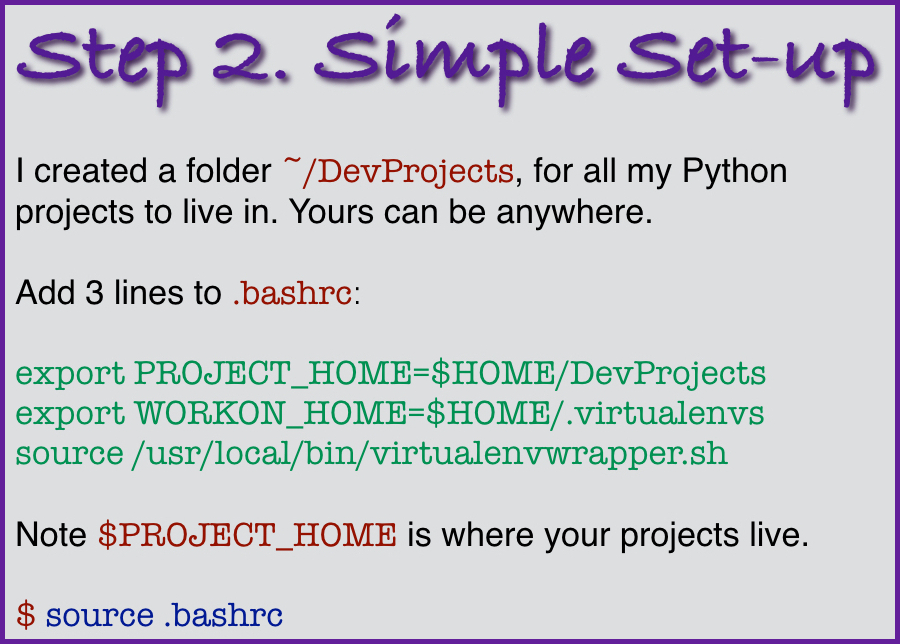 Step 2. Simple Set-up
I created a folder ~/DevProjects, for all my Python
projects to live in. Yours can be anywhere.
Add 3 lines to .bashrc:
export PROJECT_HOME=$HOME/DevProjects
export WORKON_HOME=$HOME/.virtualenvs
source /usr/local/bin/virtualenvwrapper.sh
Note $PROJECT_HOME is where your projects live.
$ source .bashrc